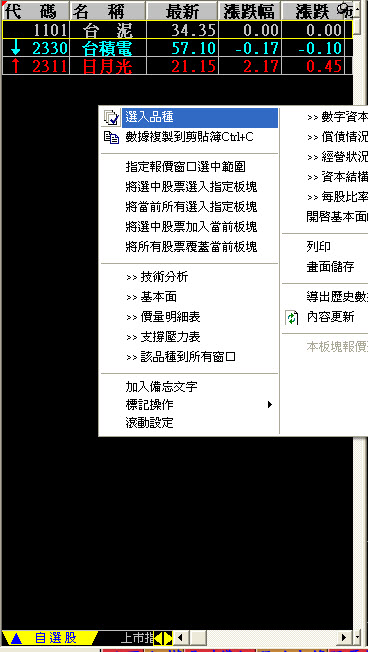 代 碼 名 稱 最新 漲跌幅 漲跌
1101 台 泥 34.35 0.00 0.00
↓ 2330 台積電 57.10 -0.17 -0.10
↑ 2311 日月光 21.15 2.17 0.45
選入品種
數據複製到剪貼簿Ctrl+C
指定報價窗口選中範圍
將選中股票選入指定板塊
將當前所有選入指定板塊
將選中股票加入當前板塊
將所有股票覆蓋當前板塊
>> 技術分析
>> 基本面
>> 價量明細表
>> 支撐壓力表
>> 該品種到所有窗口
加入備忘文字
標記操作
滾動設定
>> 數字資本
>> 償債情況
>> 經營狀況
>> 資本結構
>> 每股比率
開啓基本面
列印
畫面儲存
導出歷史數
內容更新
本板塊報價
自選股 上市指